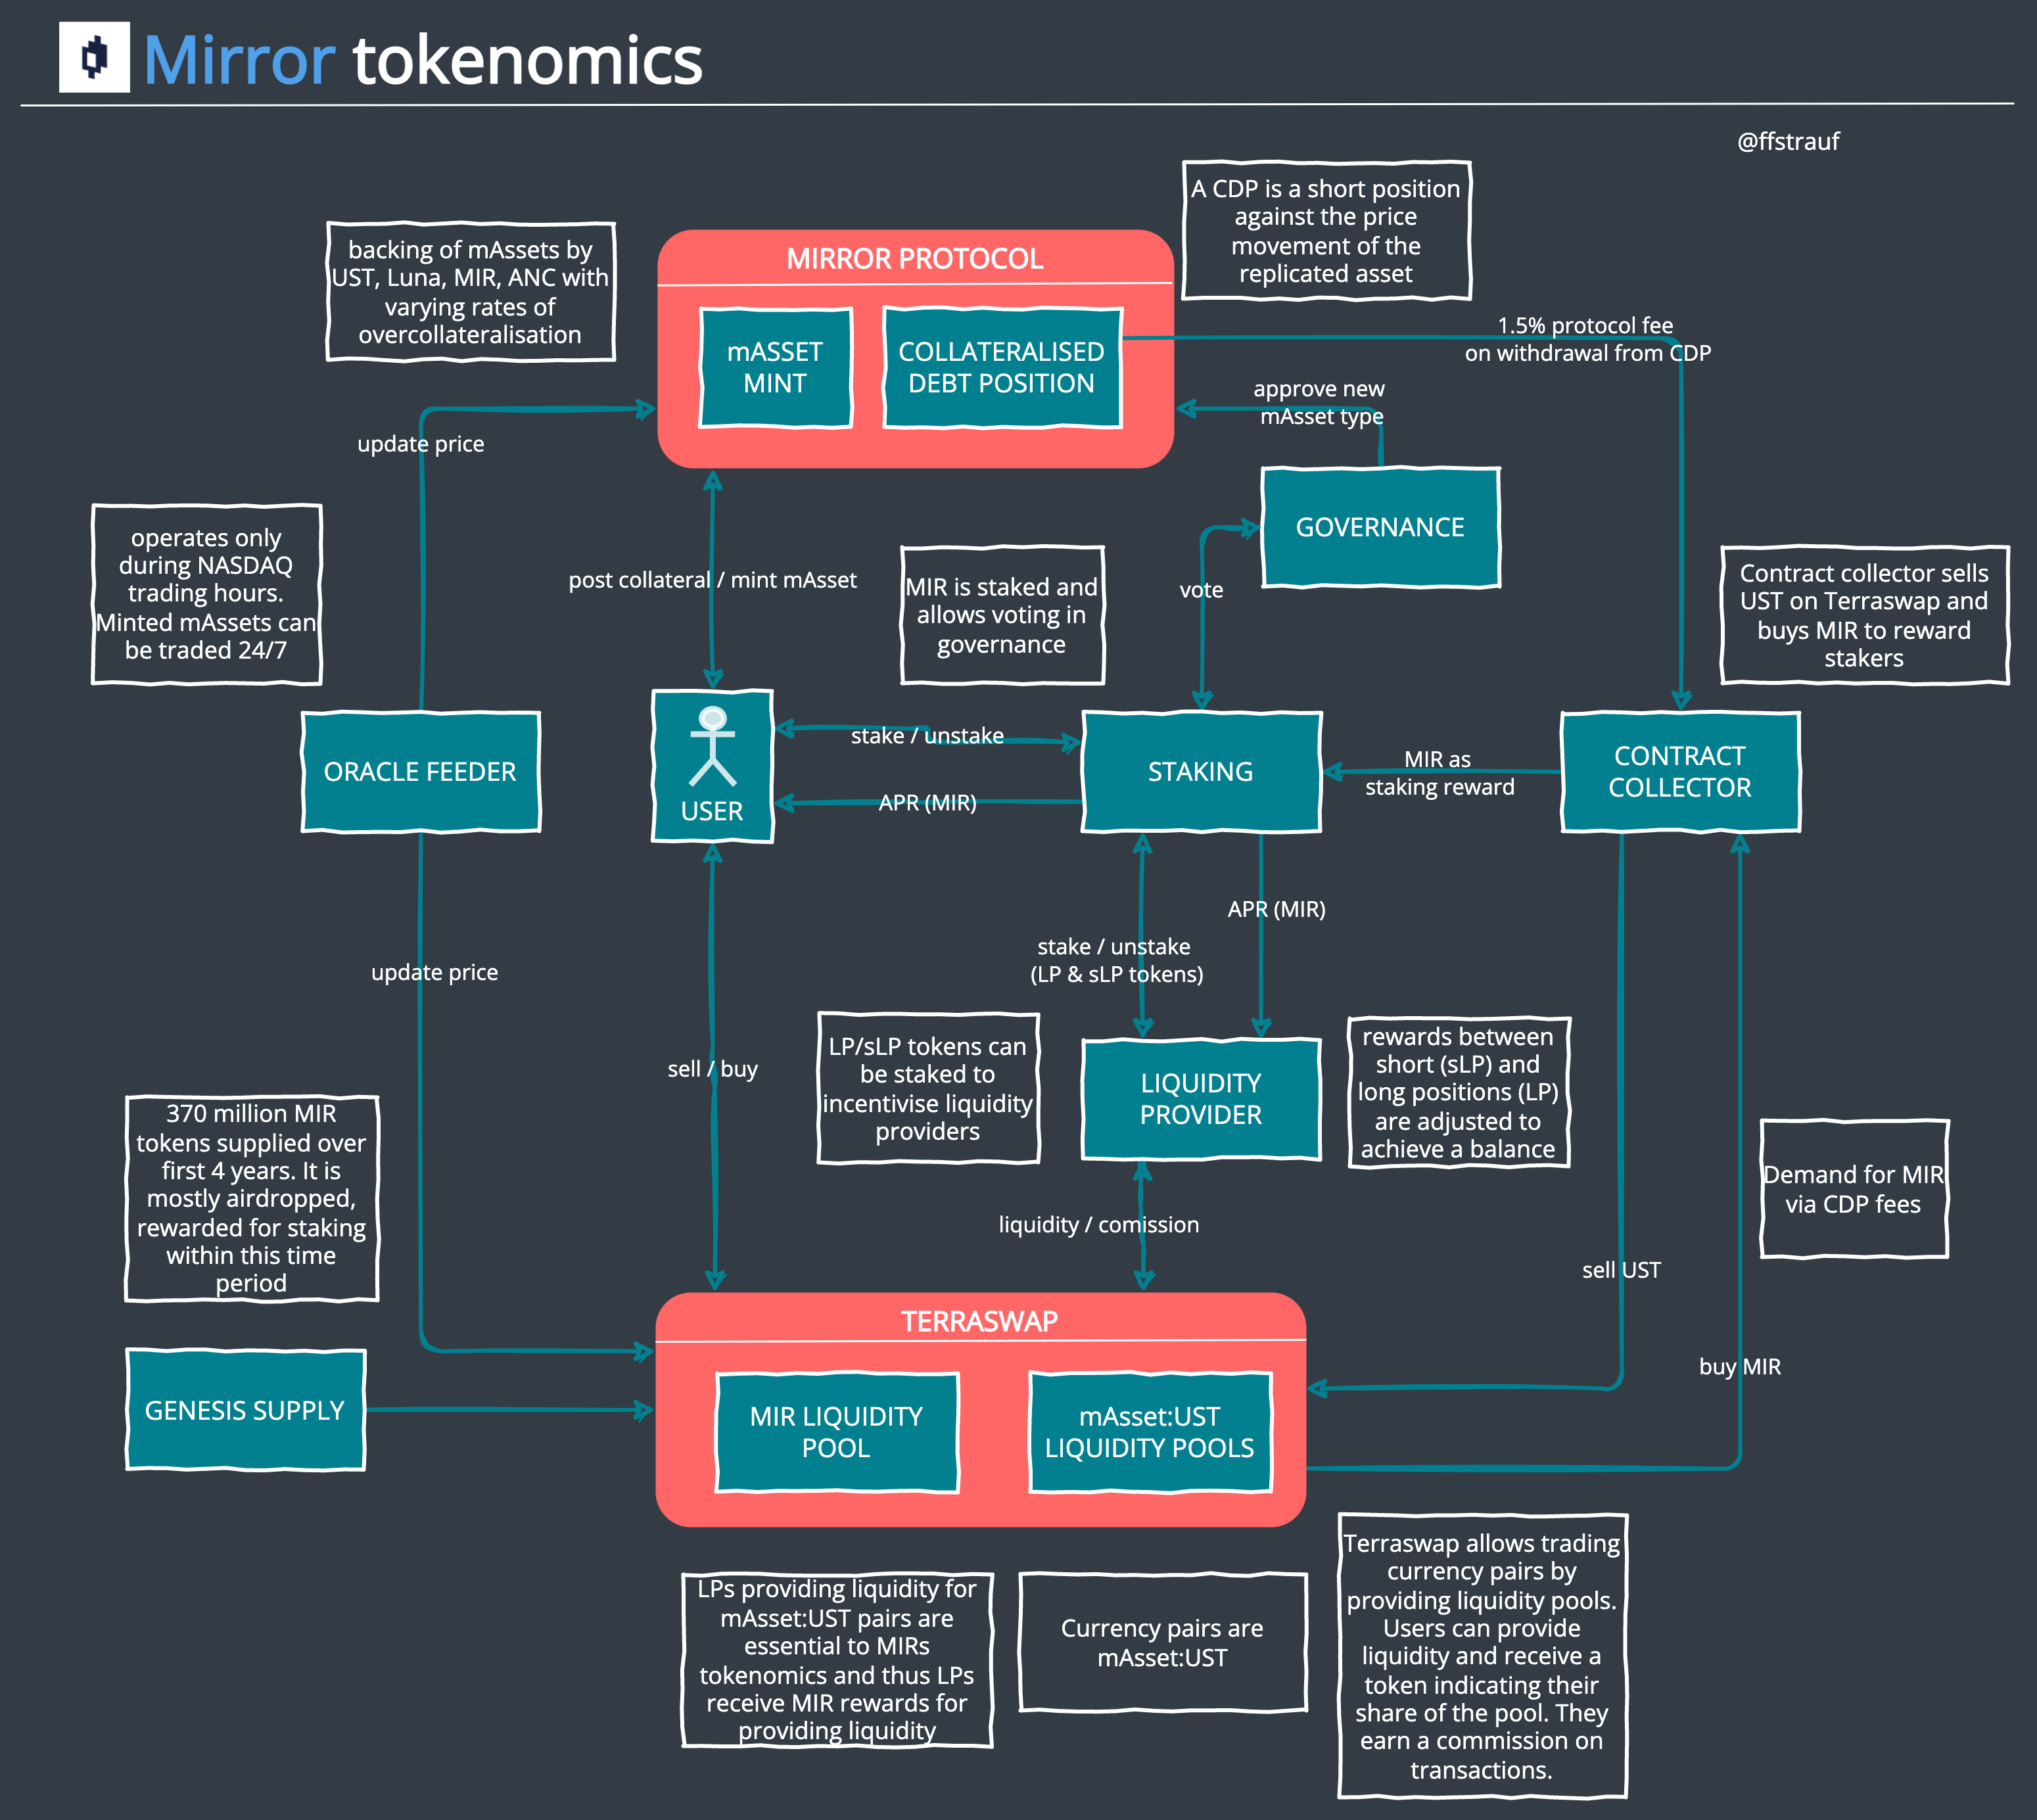 Mirror tokenomics
@ffstrauf
A CDP is a short position
against the price
movement of the
replicated asset
backing of mAssets by
UST, Luna, MIR, ANC with
varying rates of
overcollateralisation
MIRROR PROTOCOL
mASSET
MINT
COLLATERALISED
DEBT POSITION
1.5% protocol fee
on withdrawal from CDP
approve new
mAsset type
update price
GOVERNANCE
operates only
during NASDAQ
trading hours.
Minted mAssets can
be traded 24/7
post collateral / mint mAsset
MIR is staked and
allows voting in
governance
vote
Contract collector sells
UST on Terraswap and
buys MIR to reward
stakers
ORACLE FEEDER
USER
stake / unstake
APR (MIR)
STAKING
MIR as
staking reward
CONTRACT
COLLECTOR
update price
stake / unstake
(LP & sLP tokens)
APR (MIR)
sell / buy
LP/sLP tokens can
be staked to
incentivise liquidity
providers
LIQUIDITY
PROVIDER
rewards between
short (sLP) and
long positions (LP)
are adjusted to
achieve a balance
370 million MIR
tokens supplied over
first 4 years. It is
mostly airdropped,
rewarded for staking
within this time
period
Demand for MIR
via CDP fees
liquidity / comission
sell UST
buy MIR
GENESIS SUPPLY
TERRASWAP
MIR LIQUIDITY
POOL
mAsset:UST
LIQUIDITY POOLS
LPs providing liquidity for
mAsset:UST pairs are
essential to MIRs
tokenomics and thus LPs
receive MIR rewards for
providing liquidity
Currency pairs are
mAsset:UST
Terraswap allows trading
currency pairs by
providing liquidity pools.
Users can provide
liquidity and receive a
token indicating their
share of the pool. They
earn a commission on
transactions.